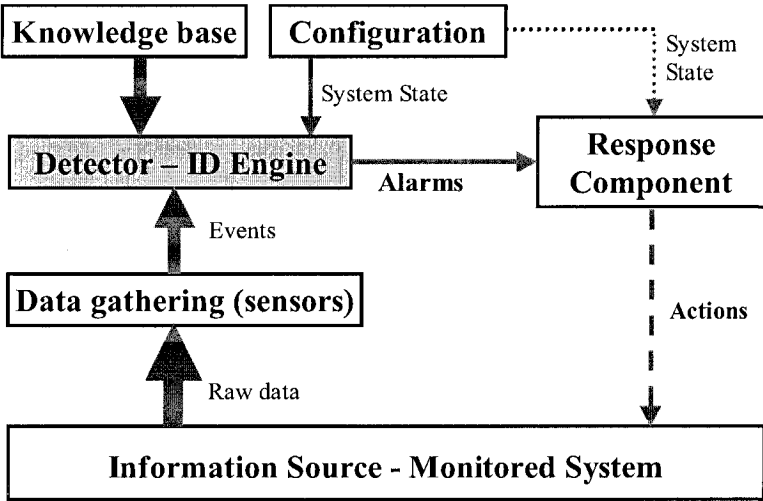 Knowledge base
Configuration
System
State
System State
Detector – ID Engine
Alarms
Response
Component
Events
Data gathering (sensors)
Actions
Raw data
Information Source - Monitored System